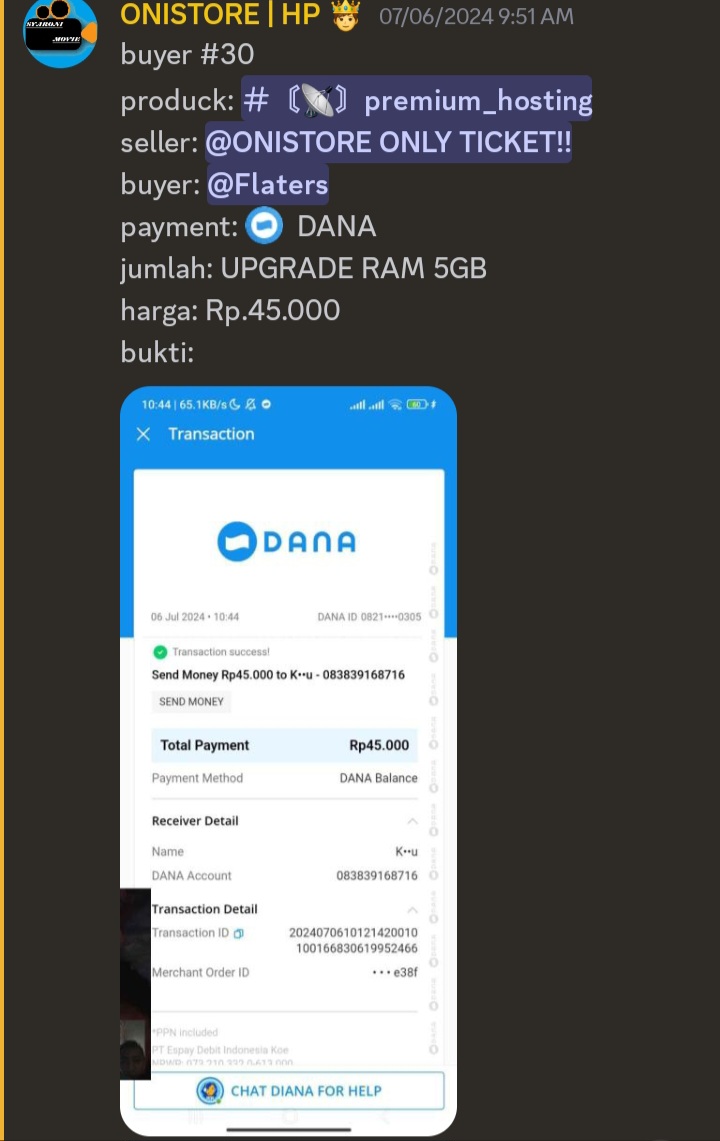 SYARONI
MOVIE
ONISTORE | HP 🤴 07/06/2024 9:51 AM
buyer #30
produck: # 〘📡〙 premium_hosting
seller: @ONISTORE ONLY TICKET!!
buyer: @Flaters
payment: DANA
jumlah: UPGRADE RAM 5GB
harga: Rp.45.000
bukti:
10:44 | 65.1KB/s
Transaction
DANA
06 Jul 2024 • 10:44 DANA ID 0821••••0305
Transaction success!
Send Money Rp45.000 to K••u - 083839168716
SEND MONEY
Total Payment Rp45.000
Payment Method DANA Balance
Receiver Detail
Name K••u
DANA Account 083839168716
Transaction Detail
Transaction ID 2024070610121420010
100166830619952466
Merchant Order ID • • • e38f
*PPN included
PT Espay Debit Indonesia Koe
CHAT DIANA FOR HELP